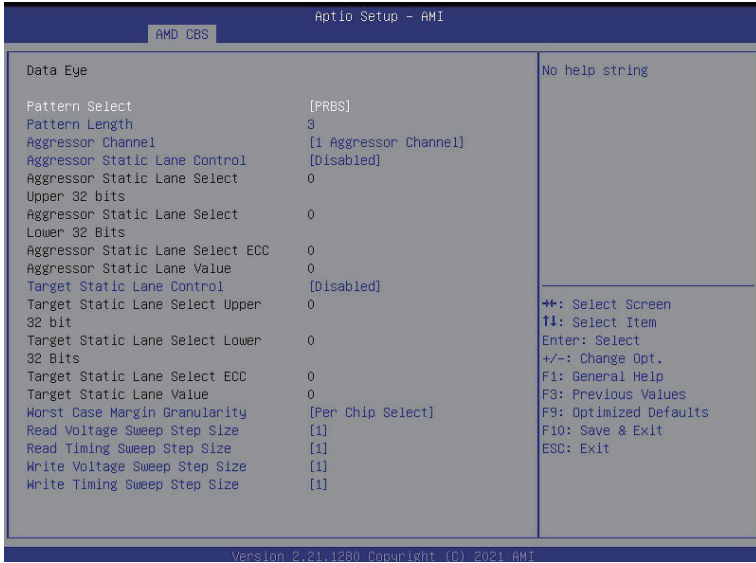 Aptio Setup - AMI
AMD CBS
Data Eye
Pattern Select [PRBS]
Pattern Length 3
Aggressor Channel [1 Aggressor Channel]
Aggressor Static Lane Control [Disabled]
Aggressor Static Lane Select 0
Upper 32 bits
Aggressor Static Lane Select 0
Lower 32 Bits
Aggressor Static Lane Select ECC 0
Aggressor Static Lane Value 0
Target Static Lane Control [Disabled]
Target Static Lane Select Upper 0
32 bit
Target Static Lane Select Lower 0
32 Bits
Target Static Lane Select ECC 0
Target Static Lane Value 0
Worst Case Margin Granularity [Per Chip Select]
Read Voltage Sweep Step Size [1]
Read Timing Sweep Step Size [1]
Write Voltage Sweep Step Size [1]
Write Timing Sweep Step Size [1]
No help string
→←: Select Screen
↑↓: Select Item
Enter: Select
+/-: Change Opt.
F1: General Help
F3: Previous Values
F9: Optimized Defaults
F10: Save & Exit
ESC: Exit
Version 2.21.1280 Copyright (C) 2021 AMI